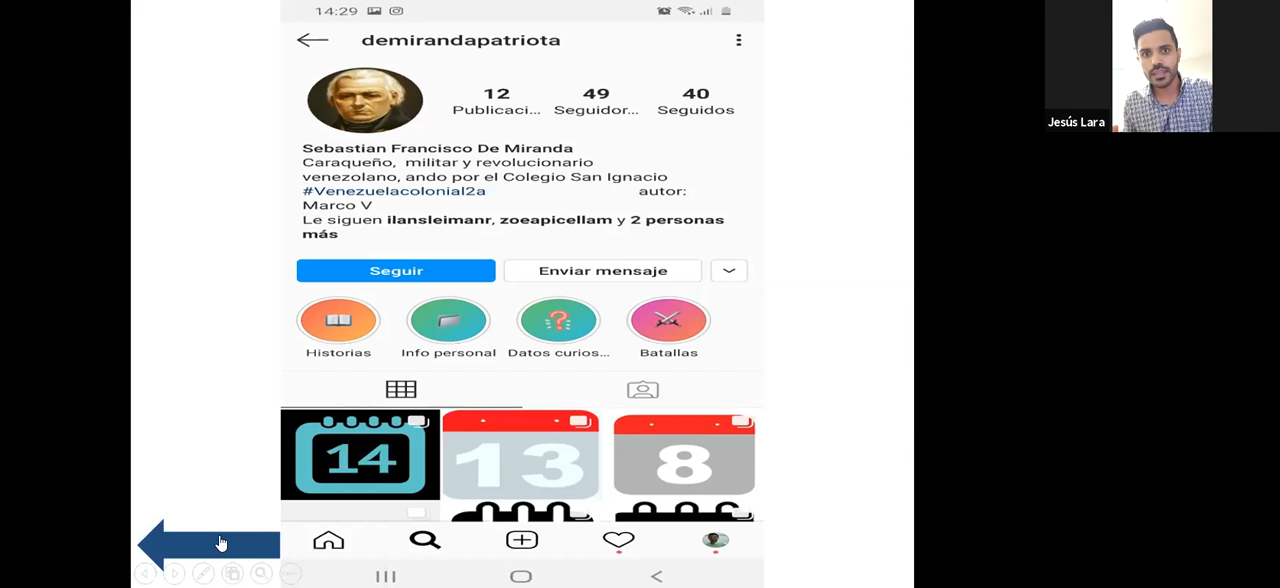 14:29
demirandapatriota
12
49
40
Publicaci...
Seguidor...
Seguidos
Sebastian Francisco De Miranda
Caraqueño, militar y revolucionario
venezolano, ando por el Colegio San Ignacio
#Venezuelacolonial2a autor:
Marco V
Le siguen ilansleimanr, zoeapicellam y 2 personas
más
Seguir
Enviar mensaje
Historias
Info personal
Datos curios...
Batallas
14
13
8
Jesús Lara